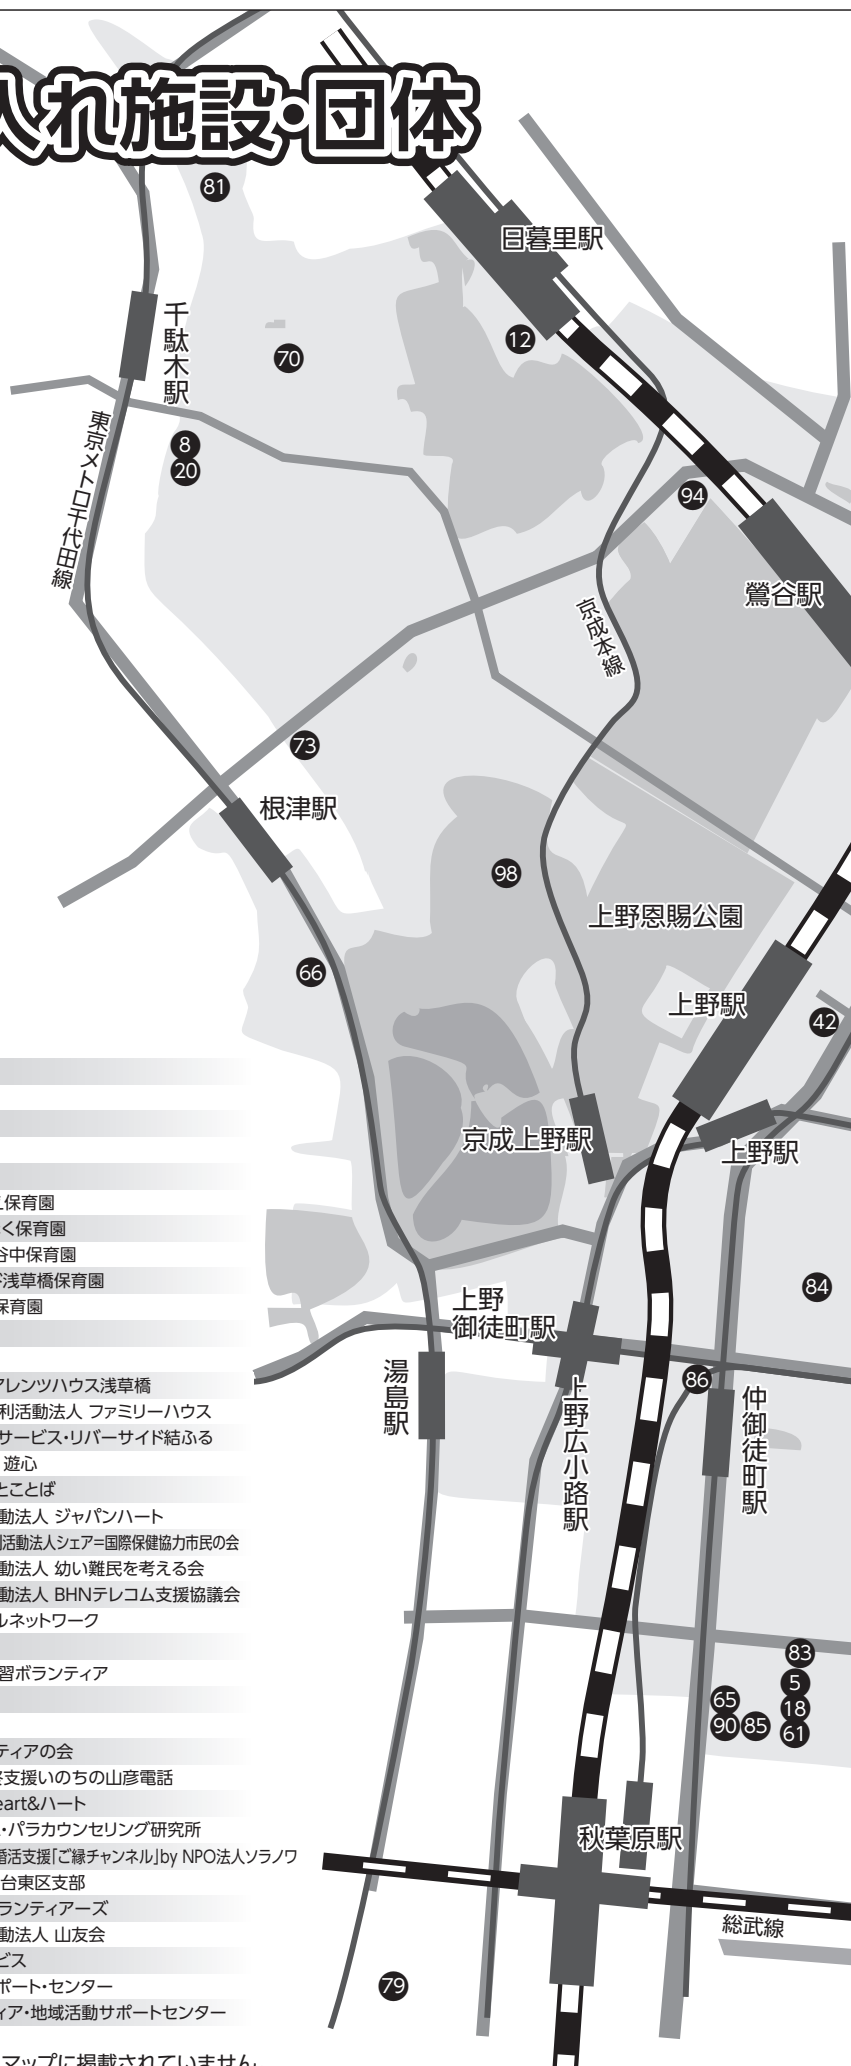 入れ施設・団体
81
日暮里駅
12
千駄木駅
70
8
20
東京メトロ千代田線
94
鶯谷駅
京成本線
73
根津駅
98
上野恩賜公園
66
上野駅
42
京成上野駅
上野駅
84
上野
御徒町駅
湯島駅
上野広小路駅
86
仲御徒町駅
83
5
65
18
90
85
61
秋葉原駅
総武線
79
保育園
く保育園
谷中保育園
浅草橋保育園
保育園
アレンツハウス浅草橋
利活動法人 ファミリーハウス
サービス・リバーサイド結ふる
遊心
とことば
動法人 ジャパンハート
活動法人シェア=国際保健協力市民の会
動法人 幼い難民を考える会
動法人 BHNテレコム支援協議会
ルネットワーク
習ボランティア
ティアの会
支援いのちの山彦電話
eart&ハート
・パラカウンセリング研究所
婚活支援「ご縁チャンネル」by NPO法人ソラノワ
台東区支部
ランティアーズ
動法人 山友会
ビス
ポート・センター
ィア・地域活動サポートセンター
マップに掲載されていません